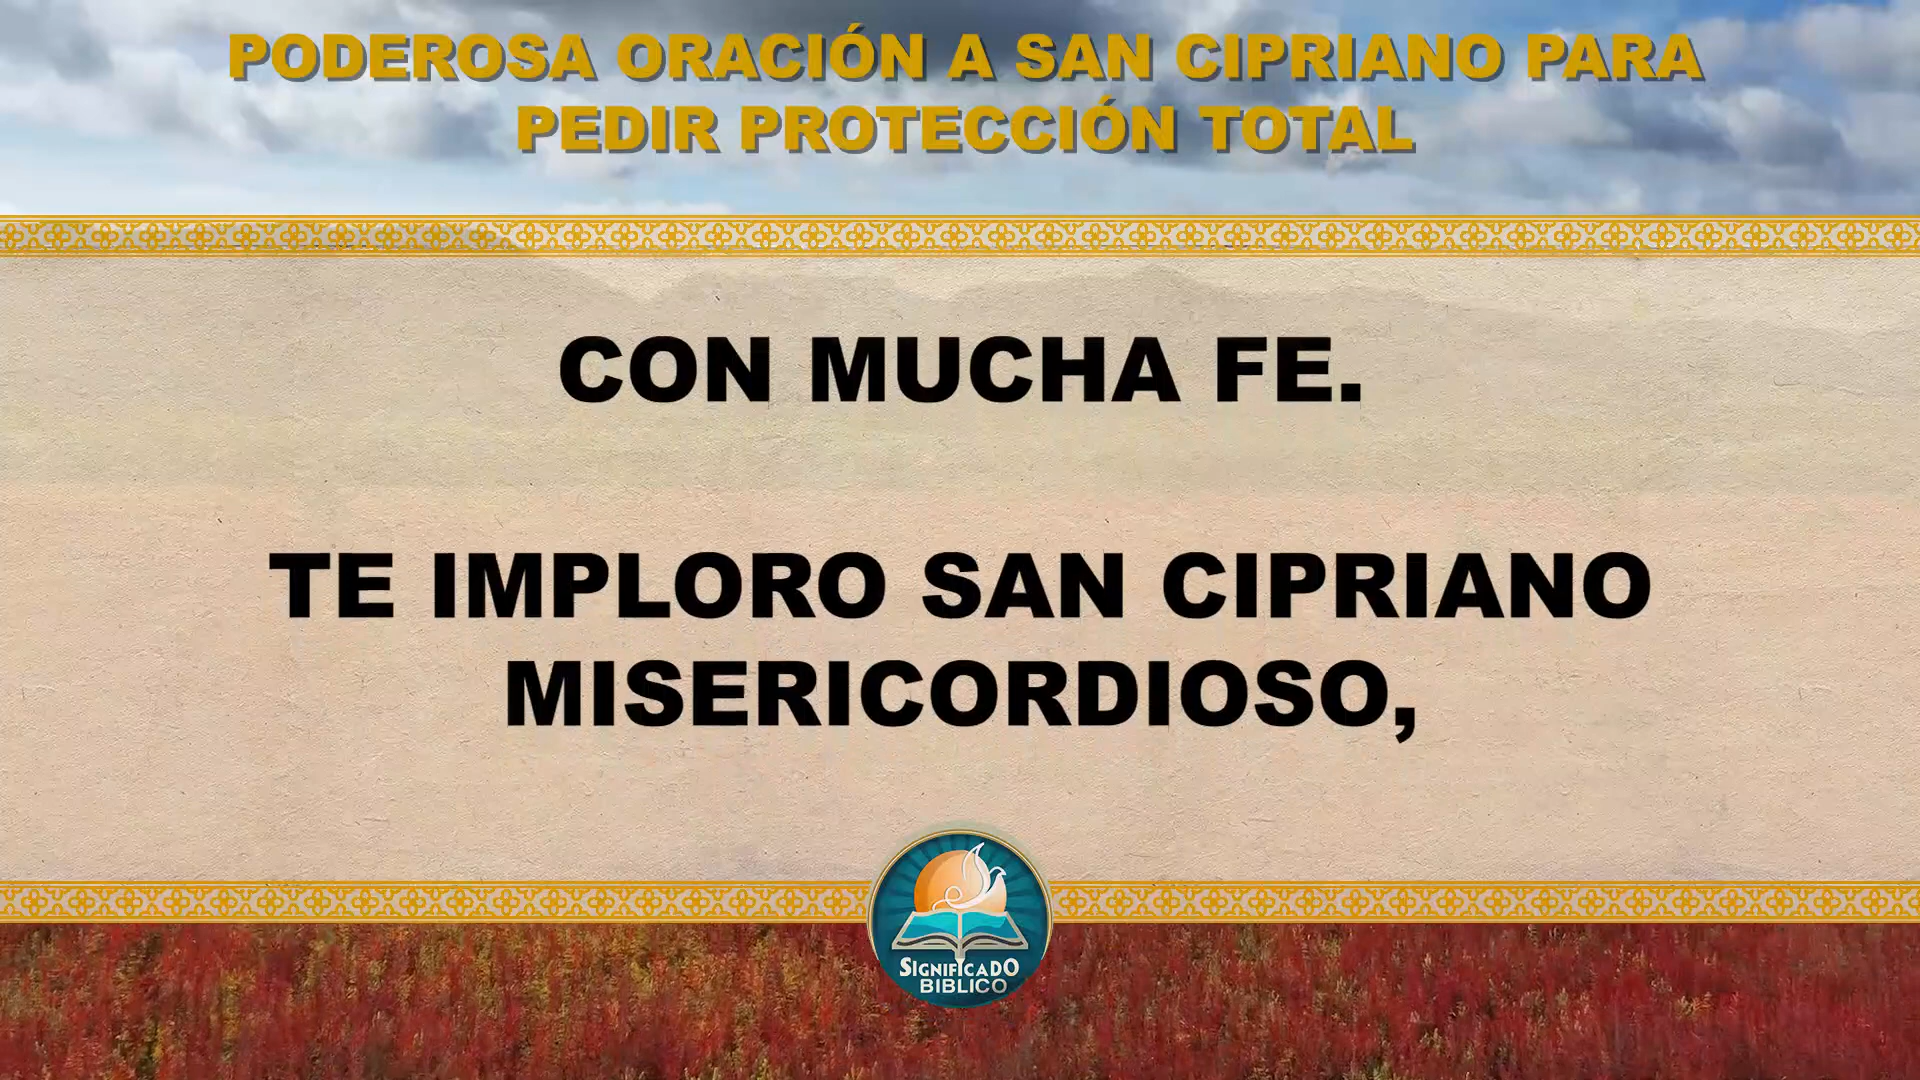 PODEROSA ORACIÓN A SAN CIPRIANO PARA
PEDIR PROTECCIÓN TOTAL
CON MUCHA FE.
TE IMPLORO SAN CIPRIANO
MISERICORDIOSO,
SIGNIFICADO
BIBLICO